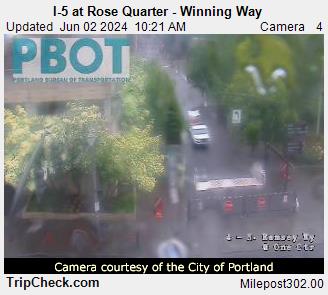 I-5 at Rose Quarter - Winning Way
Updated Jun 02 2024 10:21 AM Camera 4
PBOT
PORTLAND BUREAU OF TRANSPORTATION
N Ctr
Camera courtesy of the City of Portland
TripCheck.com Milepost302.00